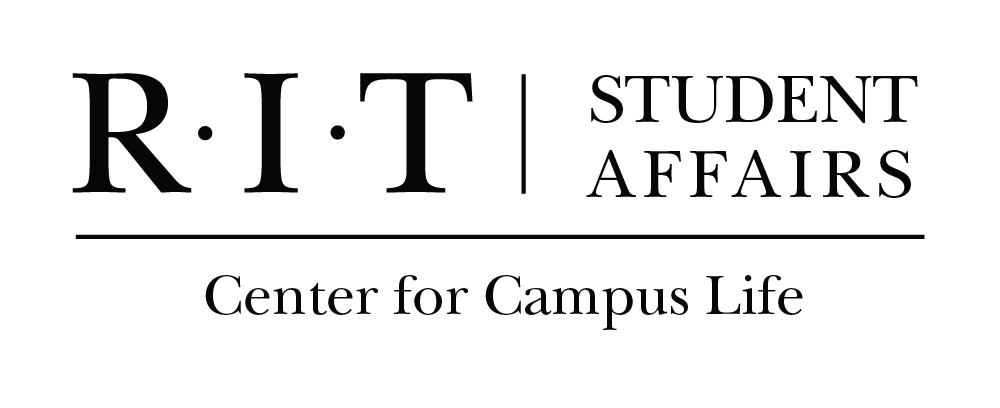 R·I·T | STUDENT
AFFAIRS
Center for Campus Life